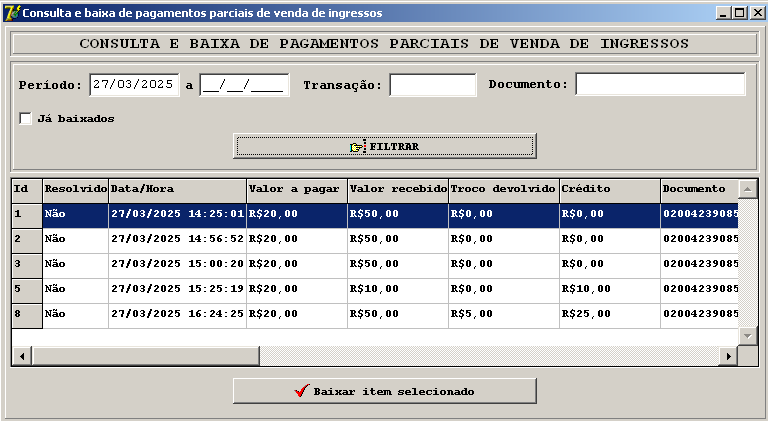 Consulta e baixa de pagamentos parciais de venda de ingressos
CONSULTA E BAIXA DE PAGAMENTOS PARCIAIS DE VENDA DE INGRESSOS
Período: 27/03/2025 a __/__/____ Transação: Documento:
Já baixados
FILTRAR
Id Resolvido Data/Hora Valor a pagar Valor recebido Troco devolvido Crédito Documento
1 Não 27/03/2025 14:25:01 R$20,00 R$50,00 R$0,00 R$0,00 02004239085
2 Não 27/03/2025 14:56:52 R$20,00 R$50,00 R$0,00 R$0,00 02004239085
3 Não 27/03/2025 15:00:20 R$20,00 R$50,00 R$0,00 R$0,00 02004239085
5 Não 27/03/2025 15:25:19 R$20,00 R$10,00 R$0,00 R$10,00 02004239085
8 Não 27/03/2025 16:24:25 R$20,00 R$50,00 R$5,00 R$25,00 02004239085
Baixar item selecionado